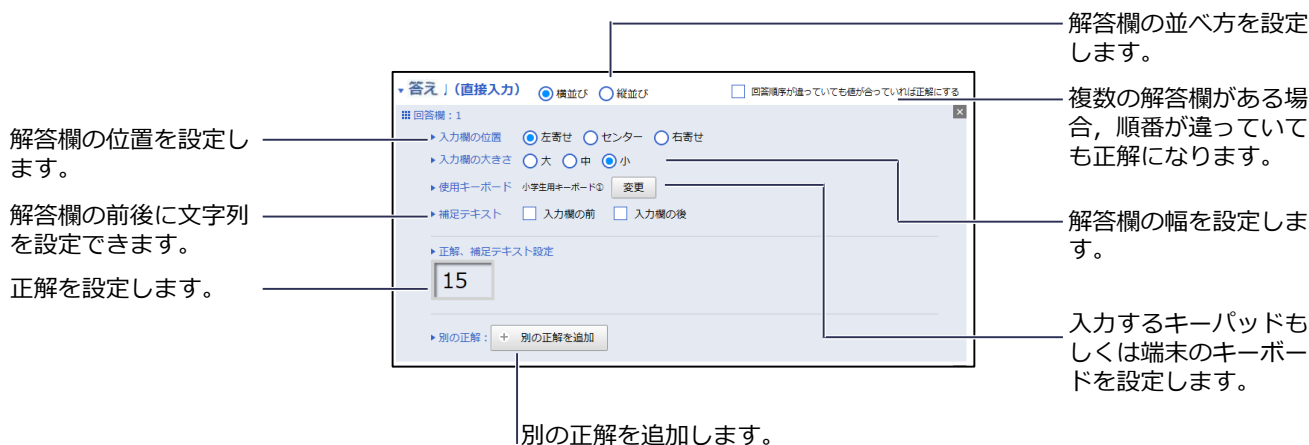 解答欄の並べ方を設定
します。
答え」(直接入力) 横並び 縦並び 回答順序が違っていても値が合っていれば正解にする
複数の解答欄がある場
合，順番が違っていて
も正解になります。
回答欄：1
解答欄の位置を設定し
ます。
入力欄の位置 左寄せ センター 右寄せ
入力欄の大きさ 大 中 小
使用キーボード 小学生用キーボード① 変更
解答欄の前後に文字列
を設定できます。
補足テキスト 入力欄の前 入力欄の後
解答欄の幅を設定しま
す。
正解、補足テキスト設定
正解を設定します。
15
入力するキーパッドも
しくは端末のキーボー
ドを設定します。
別の正解： + 別の正解を追加
別の正解を追加します。